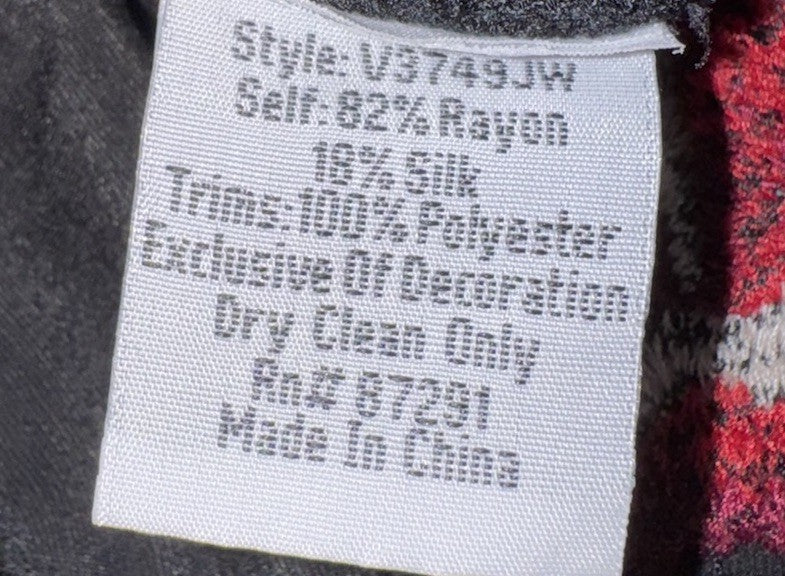 Style: V3749JW
Self: 82% Rayon
18% Silk
Trims:100% Polyester
Exclusive Of Decoration
Dry Clean Only
Rn# 87291
Made In China